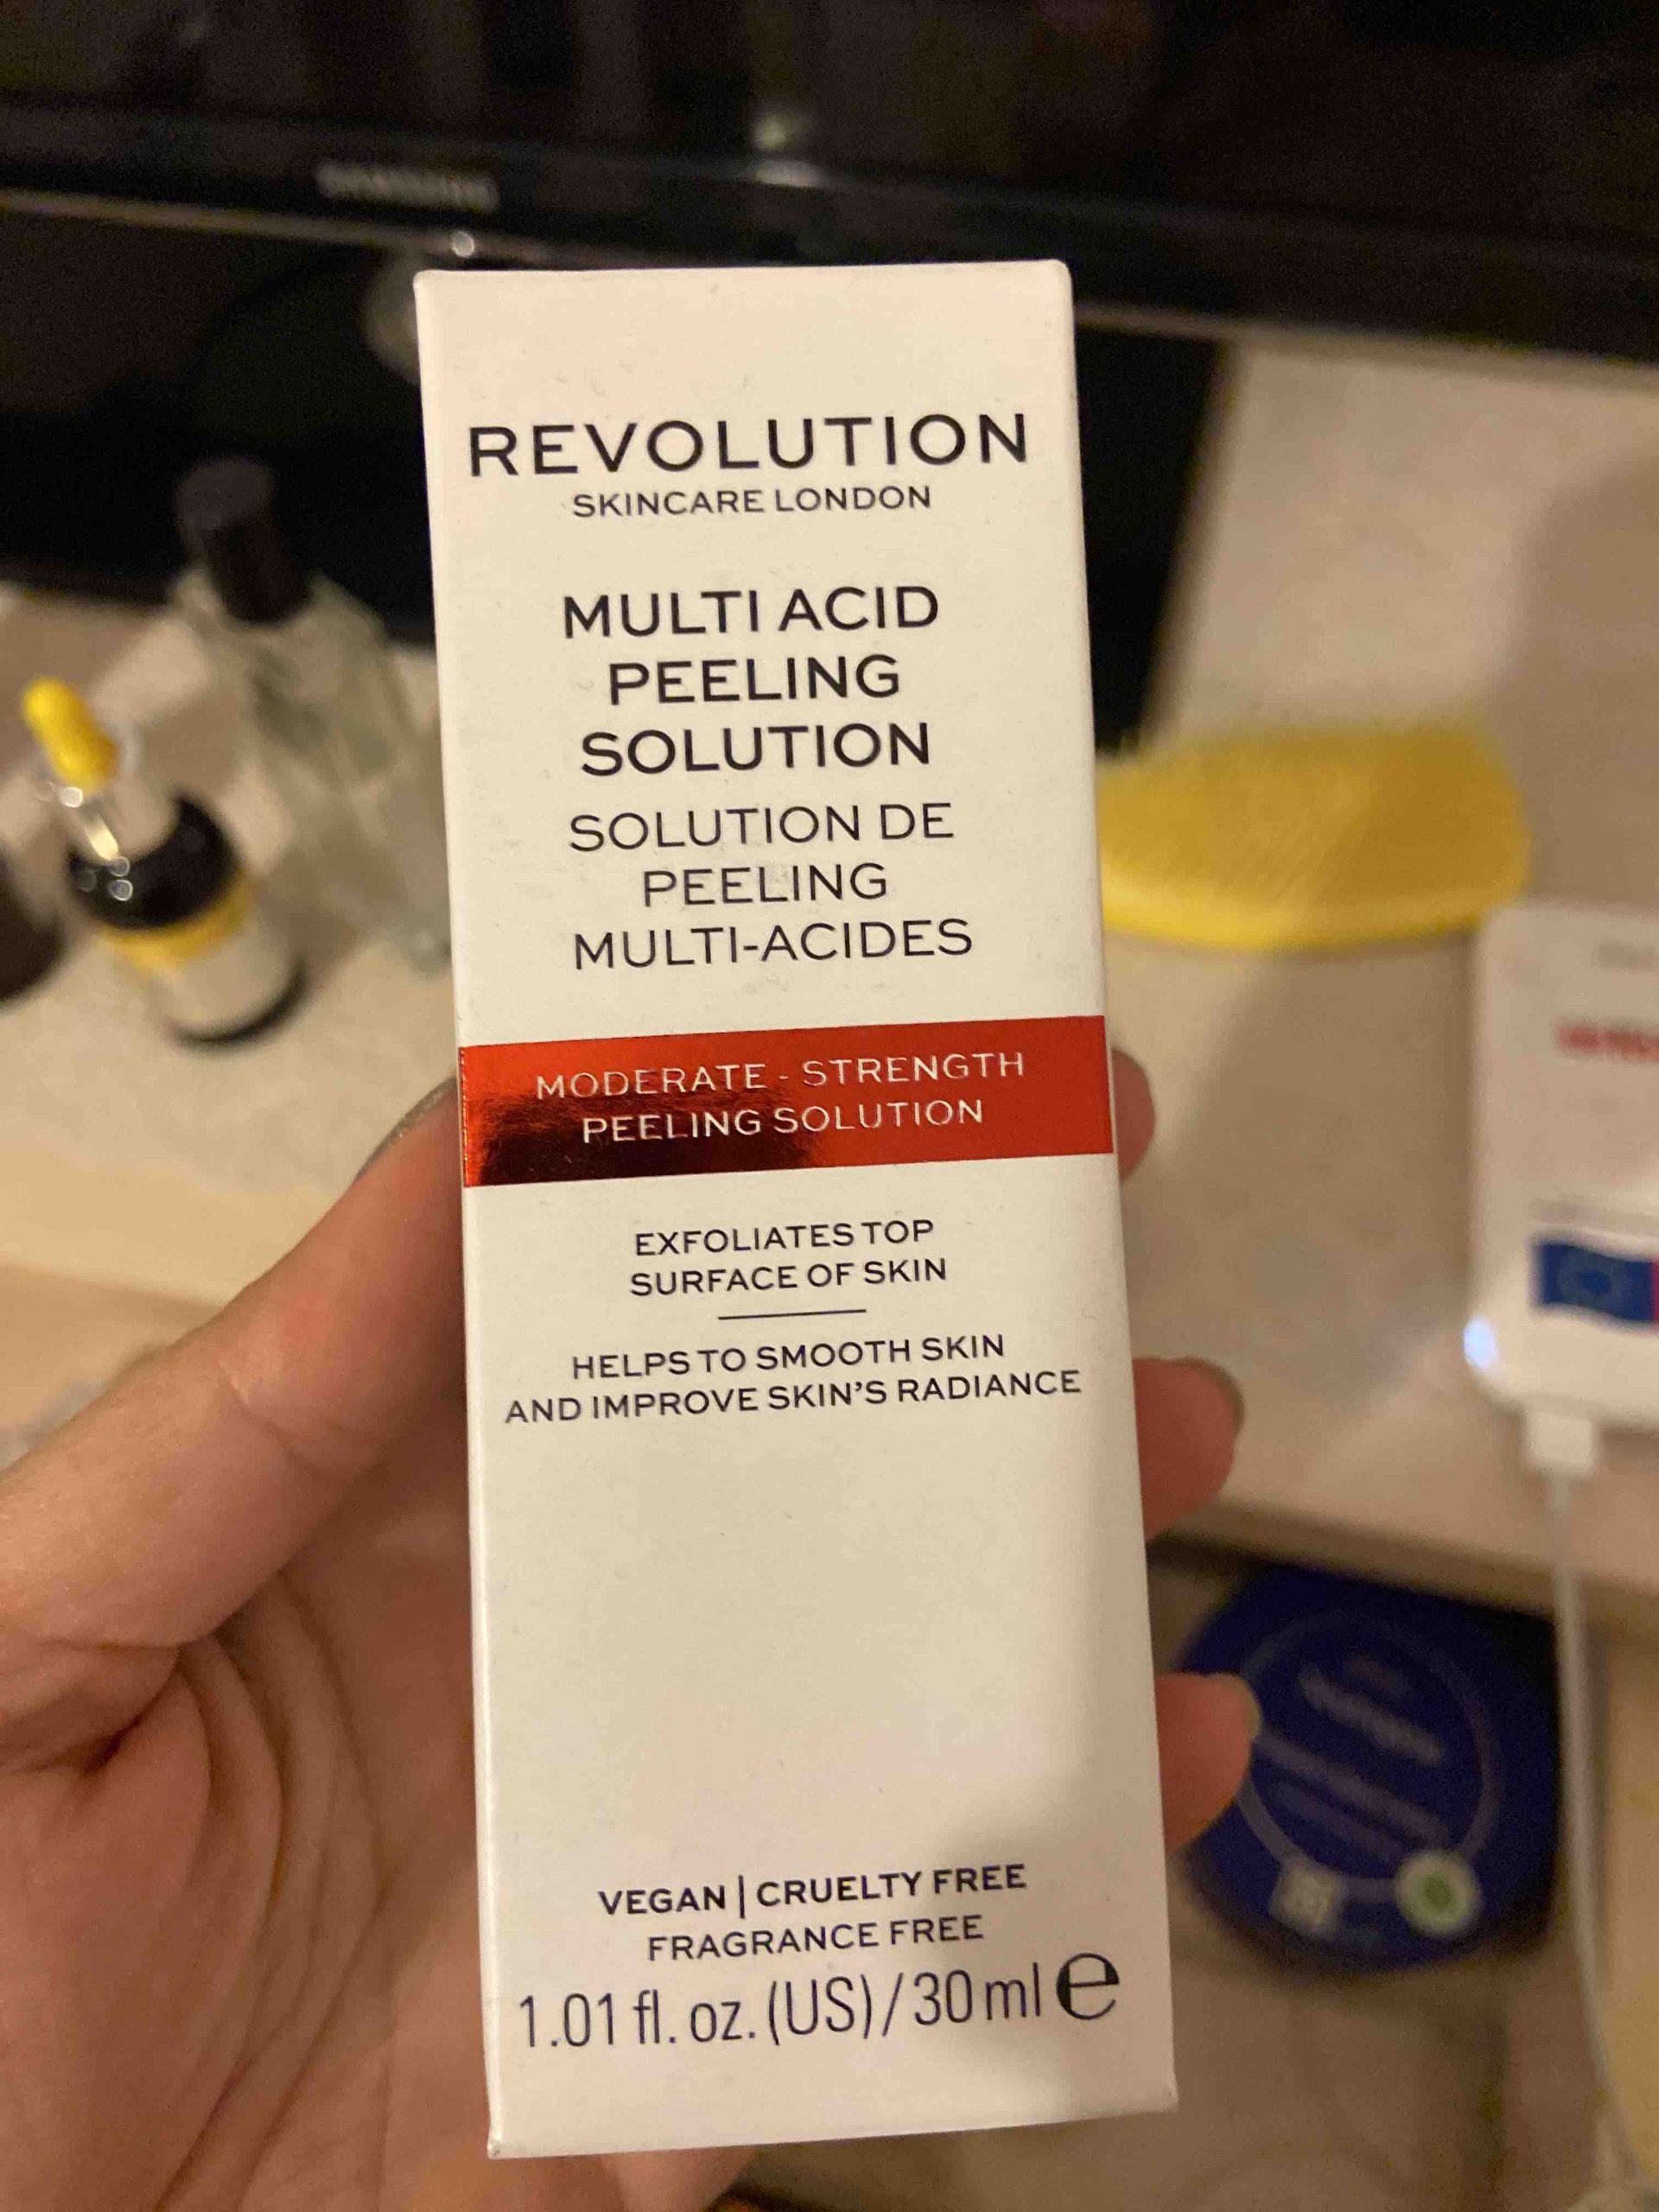 SAMSUNG
REVOLUTION
SKINCARE LONDON
MULTI ACID
PEELING
SOLUTION
SOLUTION DE
PEELING
MULTI-ACIDES
MODERATE - STRENGTH
PEELING SOLUTION
EXFOLIATES TOP
SURFACE OF SKIN
HELPS TO SMOOTH SKIN
AND IMPROVE SKIN'S RADIANCE
VEGAN | CRUELTY FREE
FRAGRANCE FREE
1.01 fl. oz. (US)/30 ml e